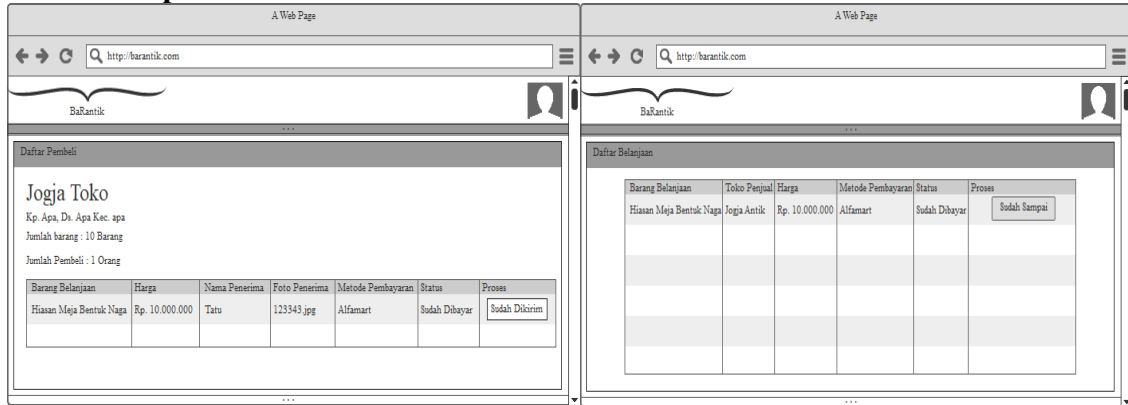 A Web Page
http://barantik.com
BaRantik
Daftar Pembeli
Jogja Toko
Kp. Apa, Ds. Apa Kec. apa
Jumlah barang : 10 Barang
Jumlah Pembeli : 1 Orang
Barang Belanjaan Harga Nama Penerima Foto Penerima Metode Pembayaran Status Proses
Hiasan Meja Bentuk Naga Rp. 10.000.000 Tatu 123343.jpg Alfamart Sudah Dibayar Sudah Dikirim
A Web Page
http://barantik.com
BaRantik
Daftar Belanjaan
Barang Belanjaan Toko Penjual Harga Metode Pembayaran Status Proses
Hiasan Meja Bentuk Naga Jogja Antik Rp. 10.000.000 Alfamart Sudah Dibayar Sudah Sampai